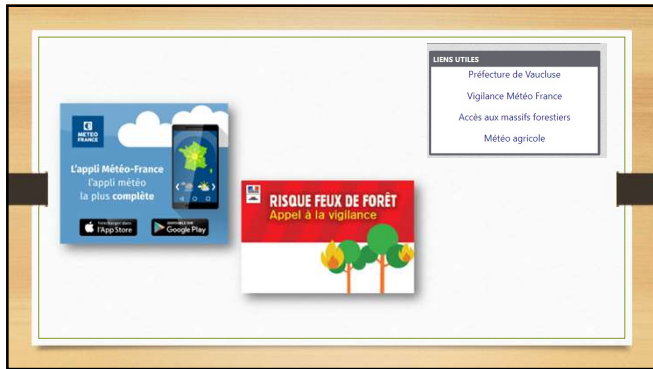 LIENS UTILES
Préfecture de Vaucluse
Vigilance Météo France
Accès aux massifs forestiers
Météo agricole
METEO
FRANCE
L'appli Météo-France
l'appli météo
la plus complète
l'App Store
Google Play
RISQUE FEUX DE FORÊT
Appel à la vigilance